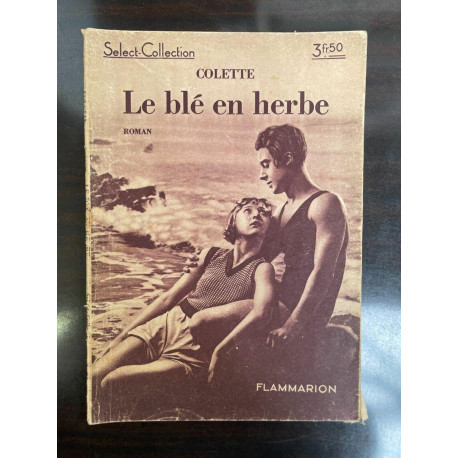 Select-Collection
3fr50
COLETTE
Le blé en herbe
ROMAN
FLAMMARION